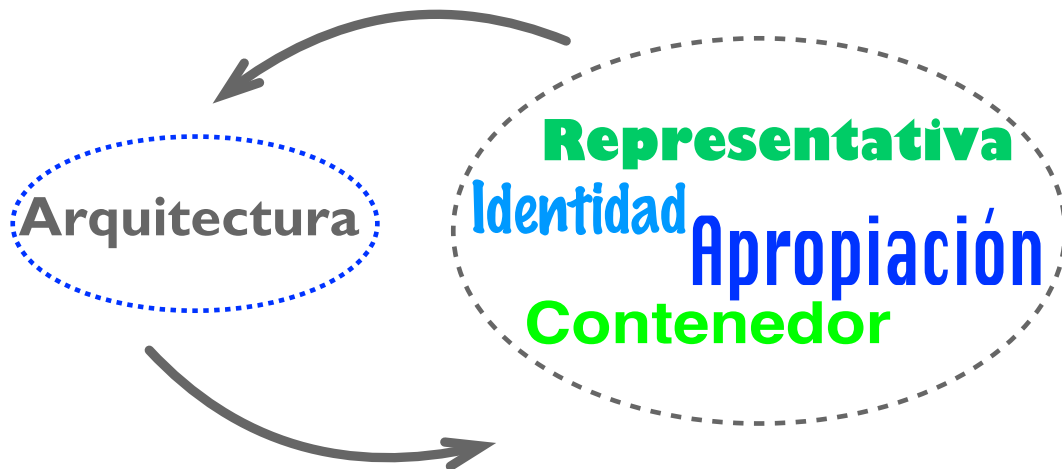 Arquitectura
Representativa
Identidad
Apropiación
Contenedor